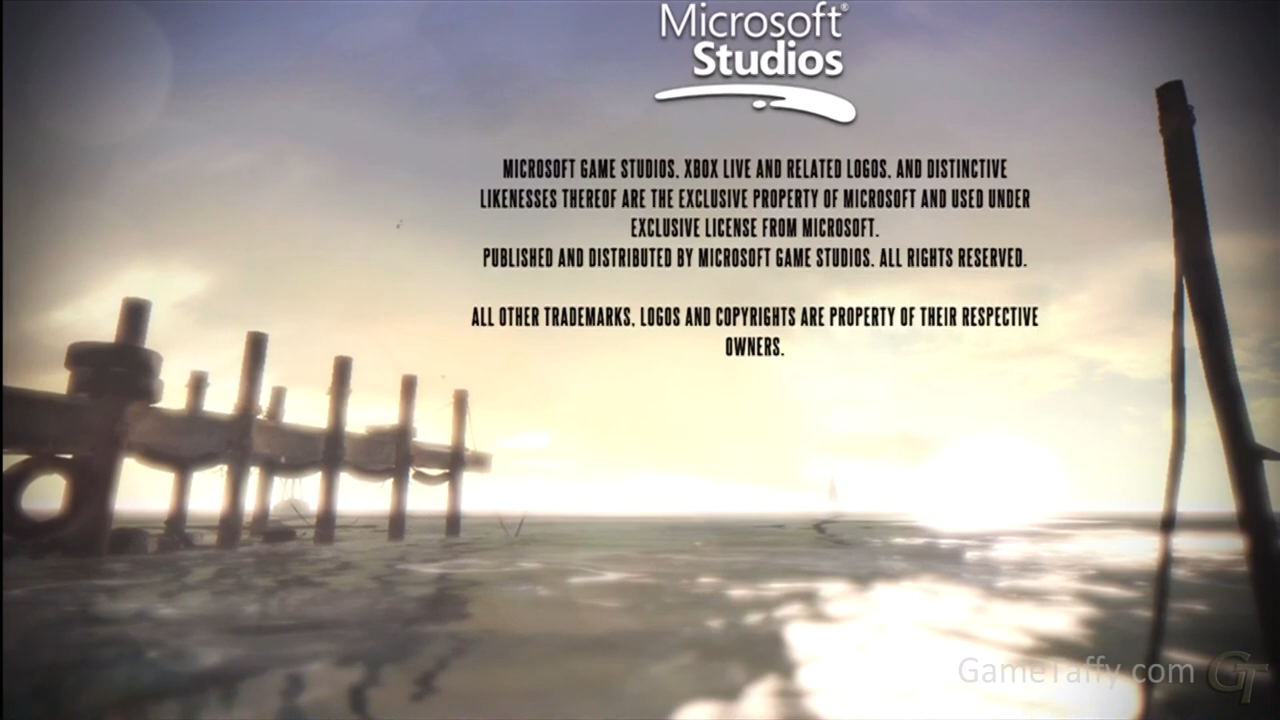 Microsoft®
Studios
MICROSOFT GAME STUDIOS, XBOX LIVE AND RELATED LOGOS, AND DISTINCTIVE
LIKENESSES THEREOF ARE THE EXCLUSIVE PROPERTY OF MICROSOFT AND USED UNDER
EXCLUSIVE LICENSE FROM MICROSOFT.
PUBLISHED AND DISTRIBUTED BY MICROSOFT GAME STUDIOS. ALL RIGHTS RESERVED.
ALL OTHER TRADEMARKS, LOGOS AND COPYRIGHTS ARE PROPERTY OF THEIR RESPECTIVE
OWNERS.
GameTaffy.com GT